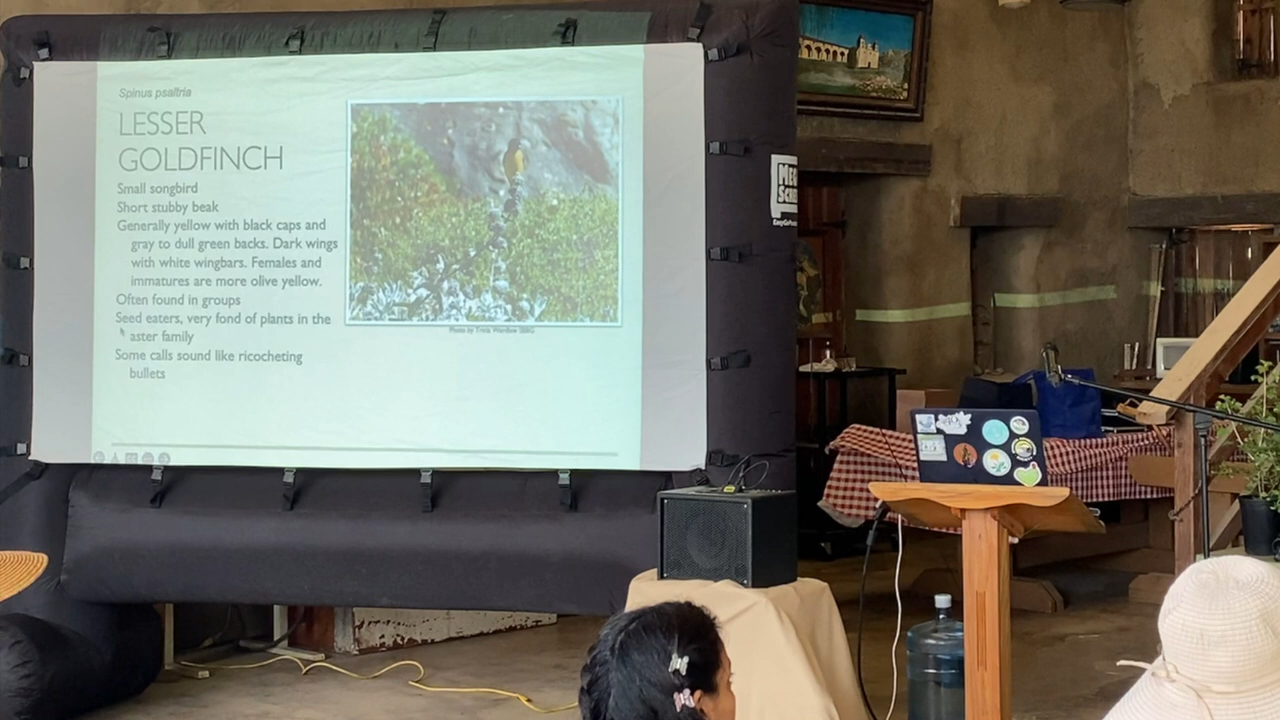 Spinus psaltria
LESSER
GOLDFINCH
Small songbird
Short stubby beak
Generally yellow with black caps and
gray to dull green backs. Dark wings
with white wingbars. Females and
immatures are more olive yellow.
Often found in groups
Seed eaters, very fond of plants in the
aster family
Some calls sound like ricocheting
bullets
Photo by